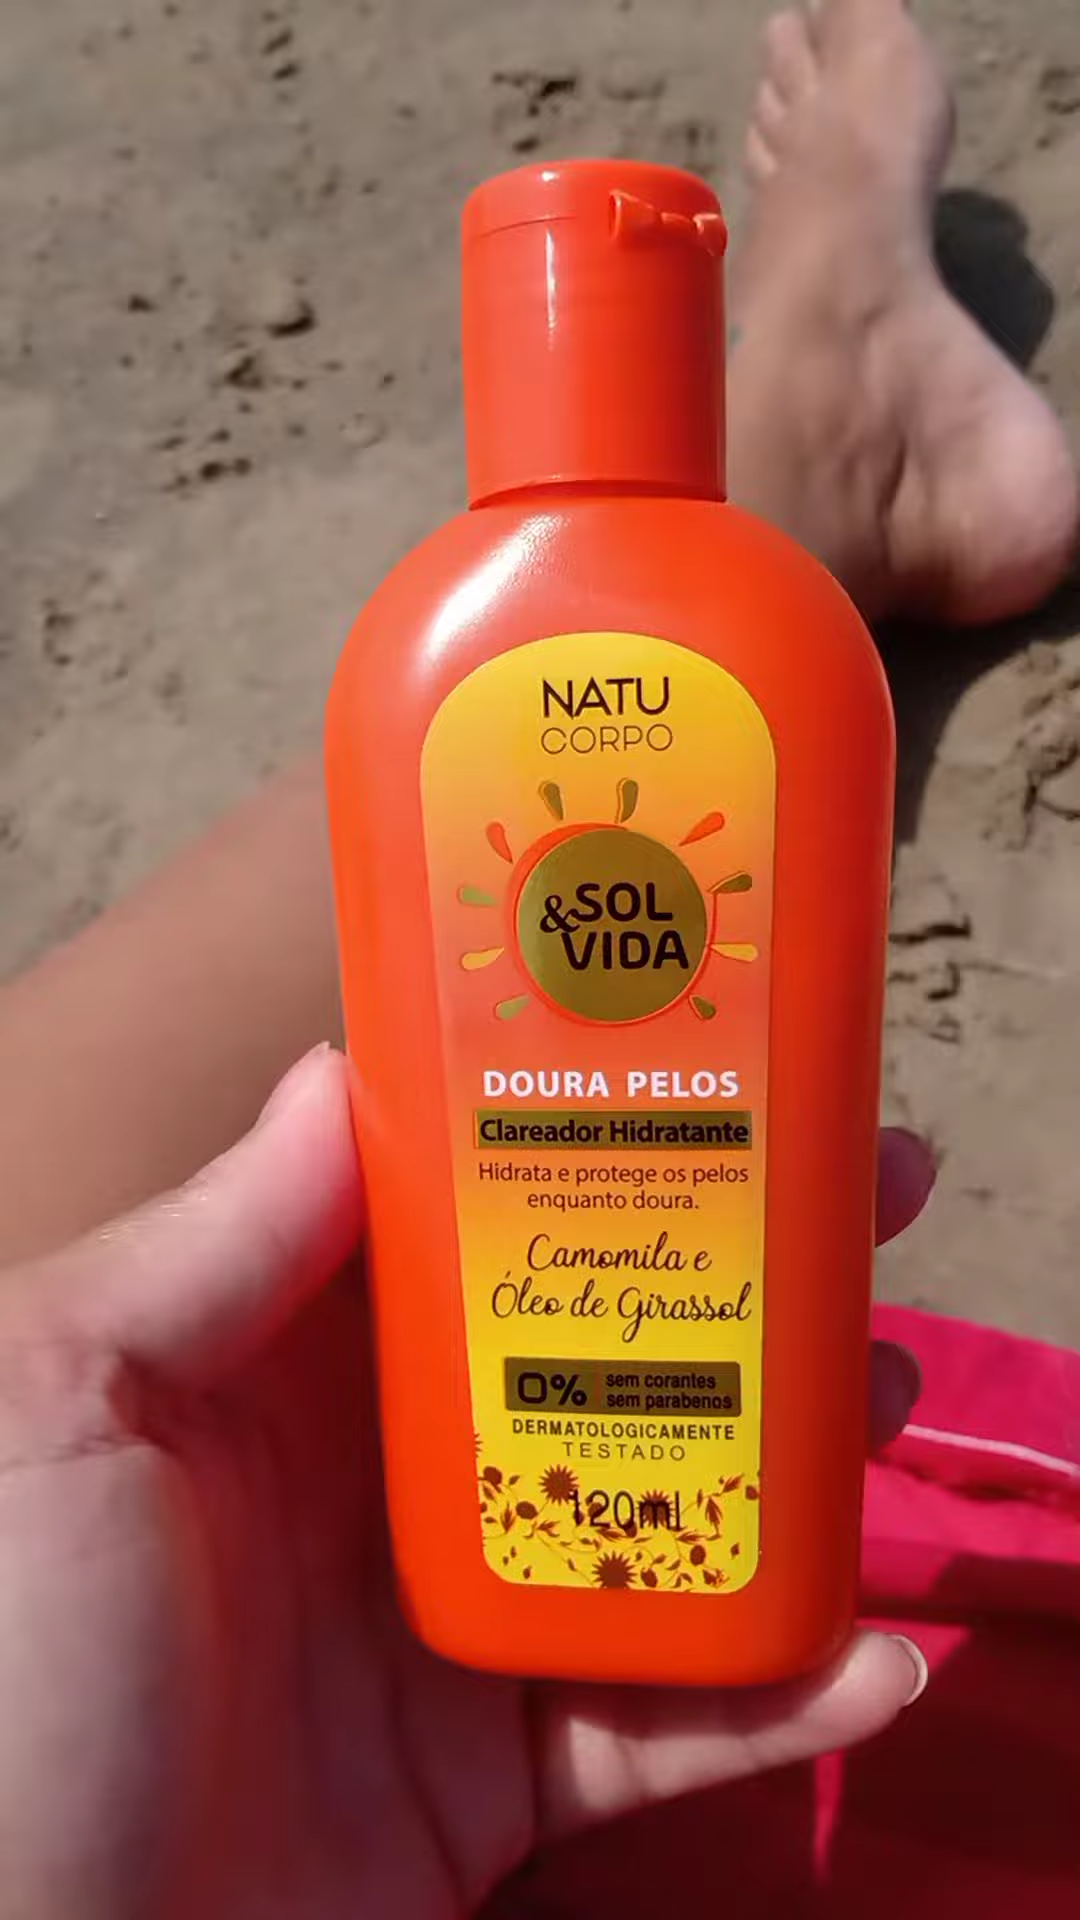 NATU
CORPO
&SOL
VIDA
DOURA PELOS
Clareador Hidratante
Hidrata e protege os pelos
enquanto doura.
Camomila e
Óleo de Girassol
0% sem corantes
sem parabenos
DERMATOLOGICAMENTE
TESTADO
120ml